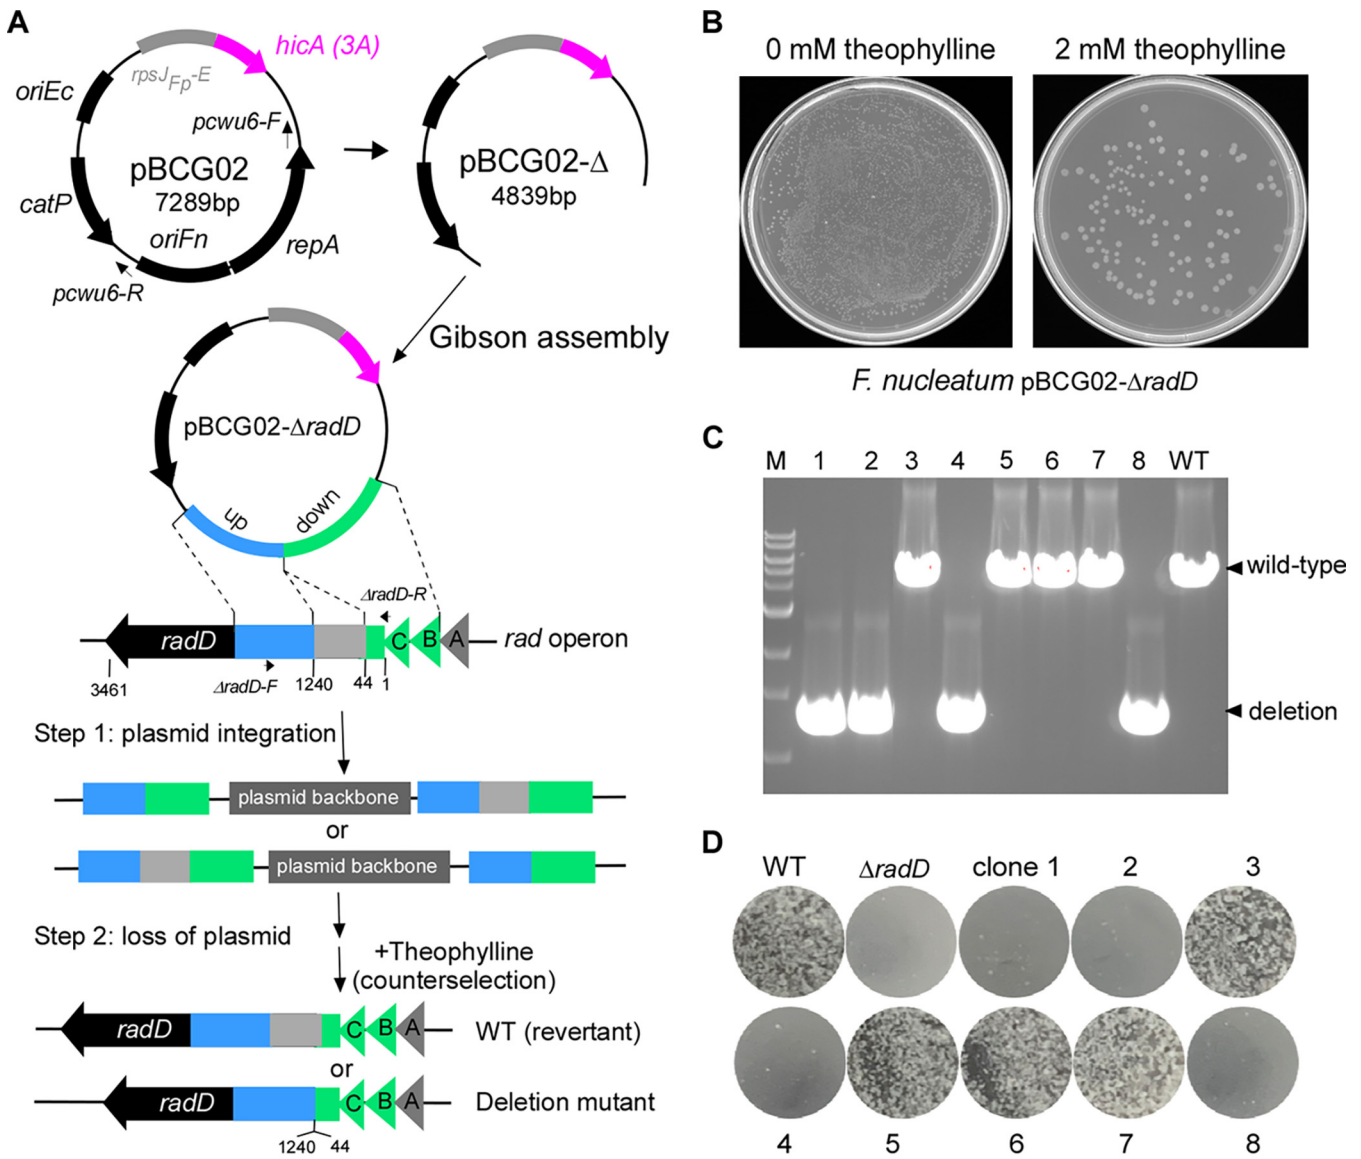 A
hicA (3A)
rpsJFp-E
oriEc
pcwu6-F
pBCG02
7289bp
catP
oriFn
repA
pcwu6-R
pBCG02-Δ
4839bp
Gibson assembly
pBCG02-ΔradD
up
down
ΔradD-R
radD
C
B
A
rad operon
3461
ΔradD-F
1240
44
1
Step 1: plasmid integration
plasmid backbone
or
plasmid backbone
Step 2: loss of plasmid
+Theophylline
(counterselection)
radD
C
B
A
WT (revertant)
or
radD
C
B
A
Deletion mutant
1240
44
B
0 mM theophylline
2 mM theophylline
F. nucleatum pBCG02-ΔradD
C
M 1 2 3 4 5 6 7 8 WT
wild-type
deletion
D
WT ΔradD clone 1 2 3
4 5 6 7 8